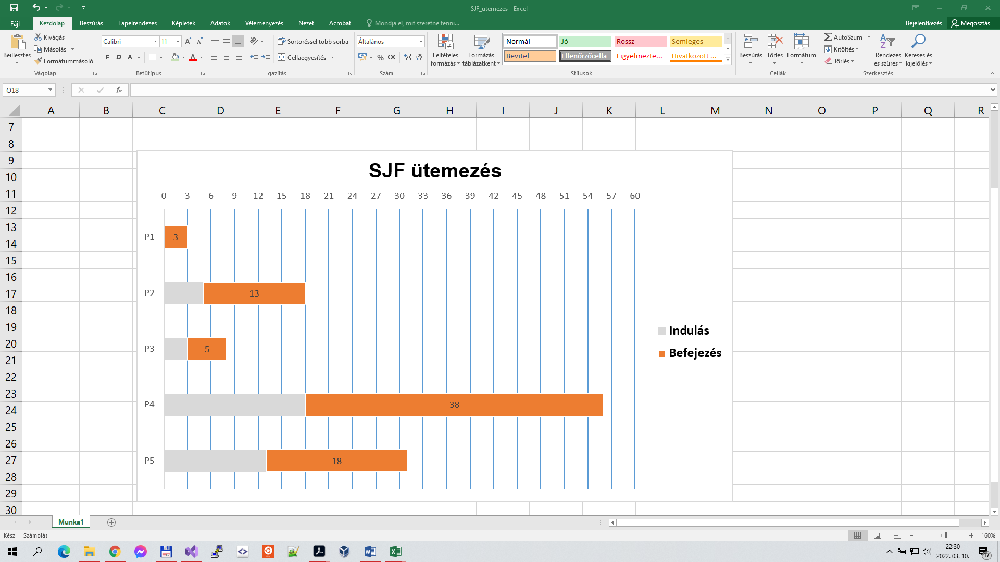 SJF_utemezes - Excel
Fájl Kezdőlap Beszúrás Lapelrendezés Képletek Adatok Véleményezés Nézet Acrobat Mondja el, mit szeretne tenni... Bejelentkezés Megosztás
Beillesztés
Kivágás
Másolás
Formátummásoló
Vágólap
Calibri 11
F D A
Betűtípus
Sortöréssel több sorba
Cellaegyesítés
Igazítás
Általános
% 000
Szám
Feltételes formázás
Formázás táblázatként
Normál Jó Rossz Semleges
Bevitel Ellenőrzőcella Figyelmezte... Hivatkozott ...
Stílusok
Beszúrás Törlés Formátum
Cellák
AutoSzum
Kitöltés
Törlés
Rendezés és szűrés
Keresés és kijelölés
Szerkesztés
O18 fx
A B C D E F G H I J K L M N O P Q R
7
8
9
10
11
12
13
14
15
16
17
18
19
20
21
22
23
24
25
26
27
28
29
30
SJF ütemezés
0 3 6 9 12 15 18 21 24 27 30 33 36 39 42 45 48 51 54 57 60
P1 3
P2 13
P3 5
P4 38
P5 18
Indulás
Befejezés
Munka1
Kész Számolás 160%
22:30
2022. 03. 10.
17